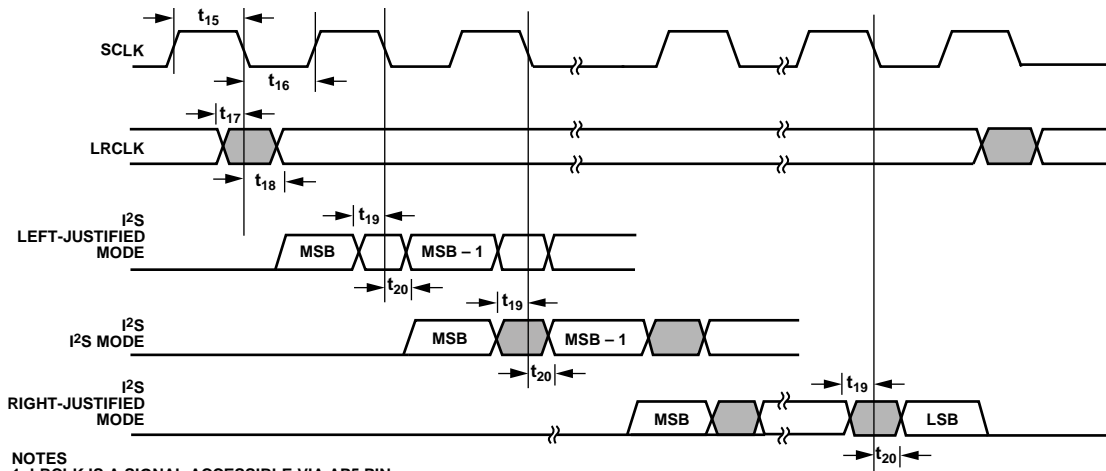 t15
SCLK
t16
t17
LRCLK
t18
I2S
LEFT-JUSTIFIED
MODE
t19
MSB
MSB – 1
t20
I2S
I2S MODE
t19
MSB
MSB – 1
t20
I2S
RIGHT-JUSTIFIED
MODE
t19
MSB
LSB
t20
NOTES